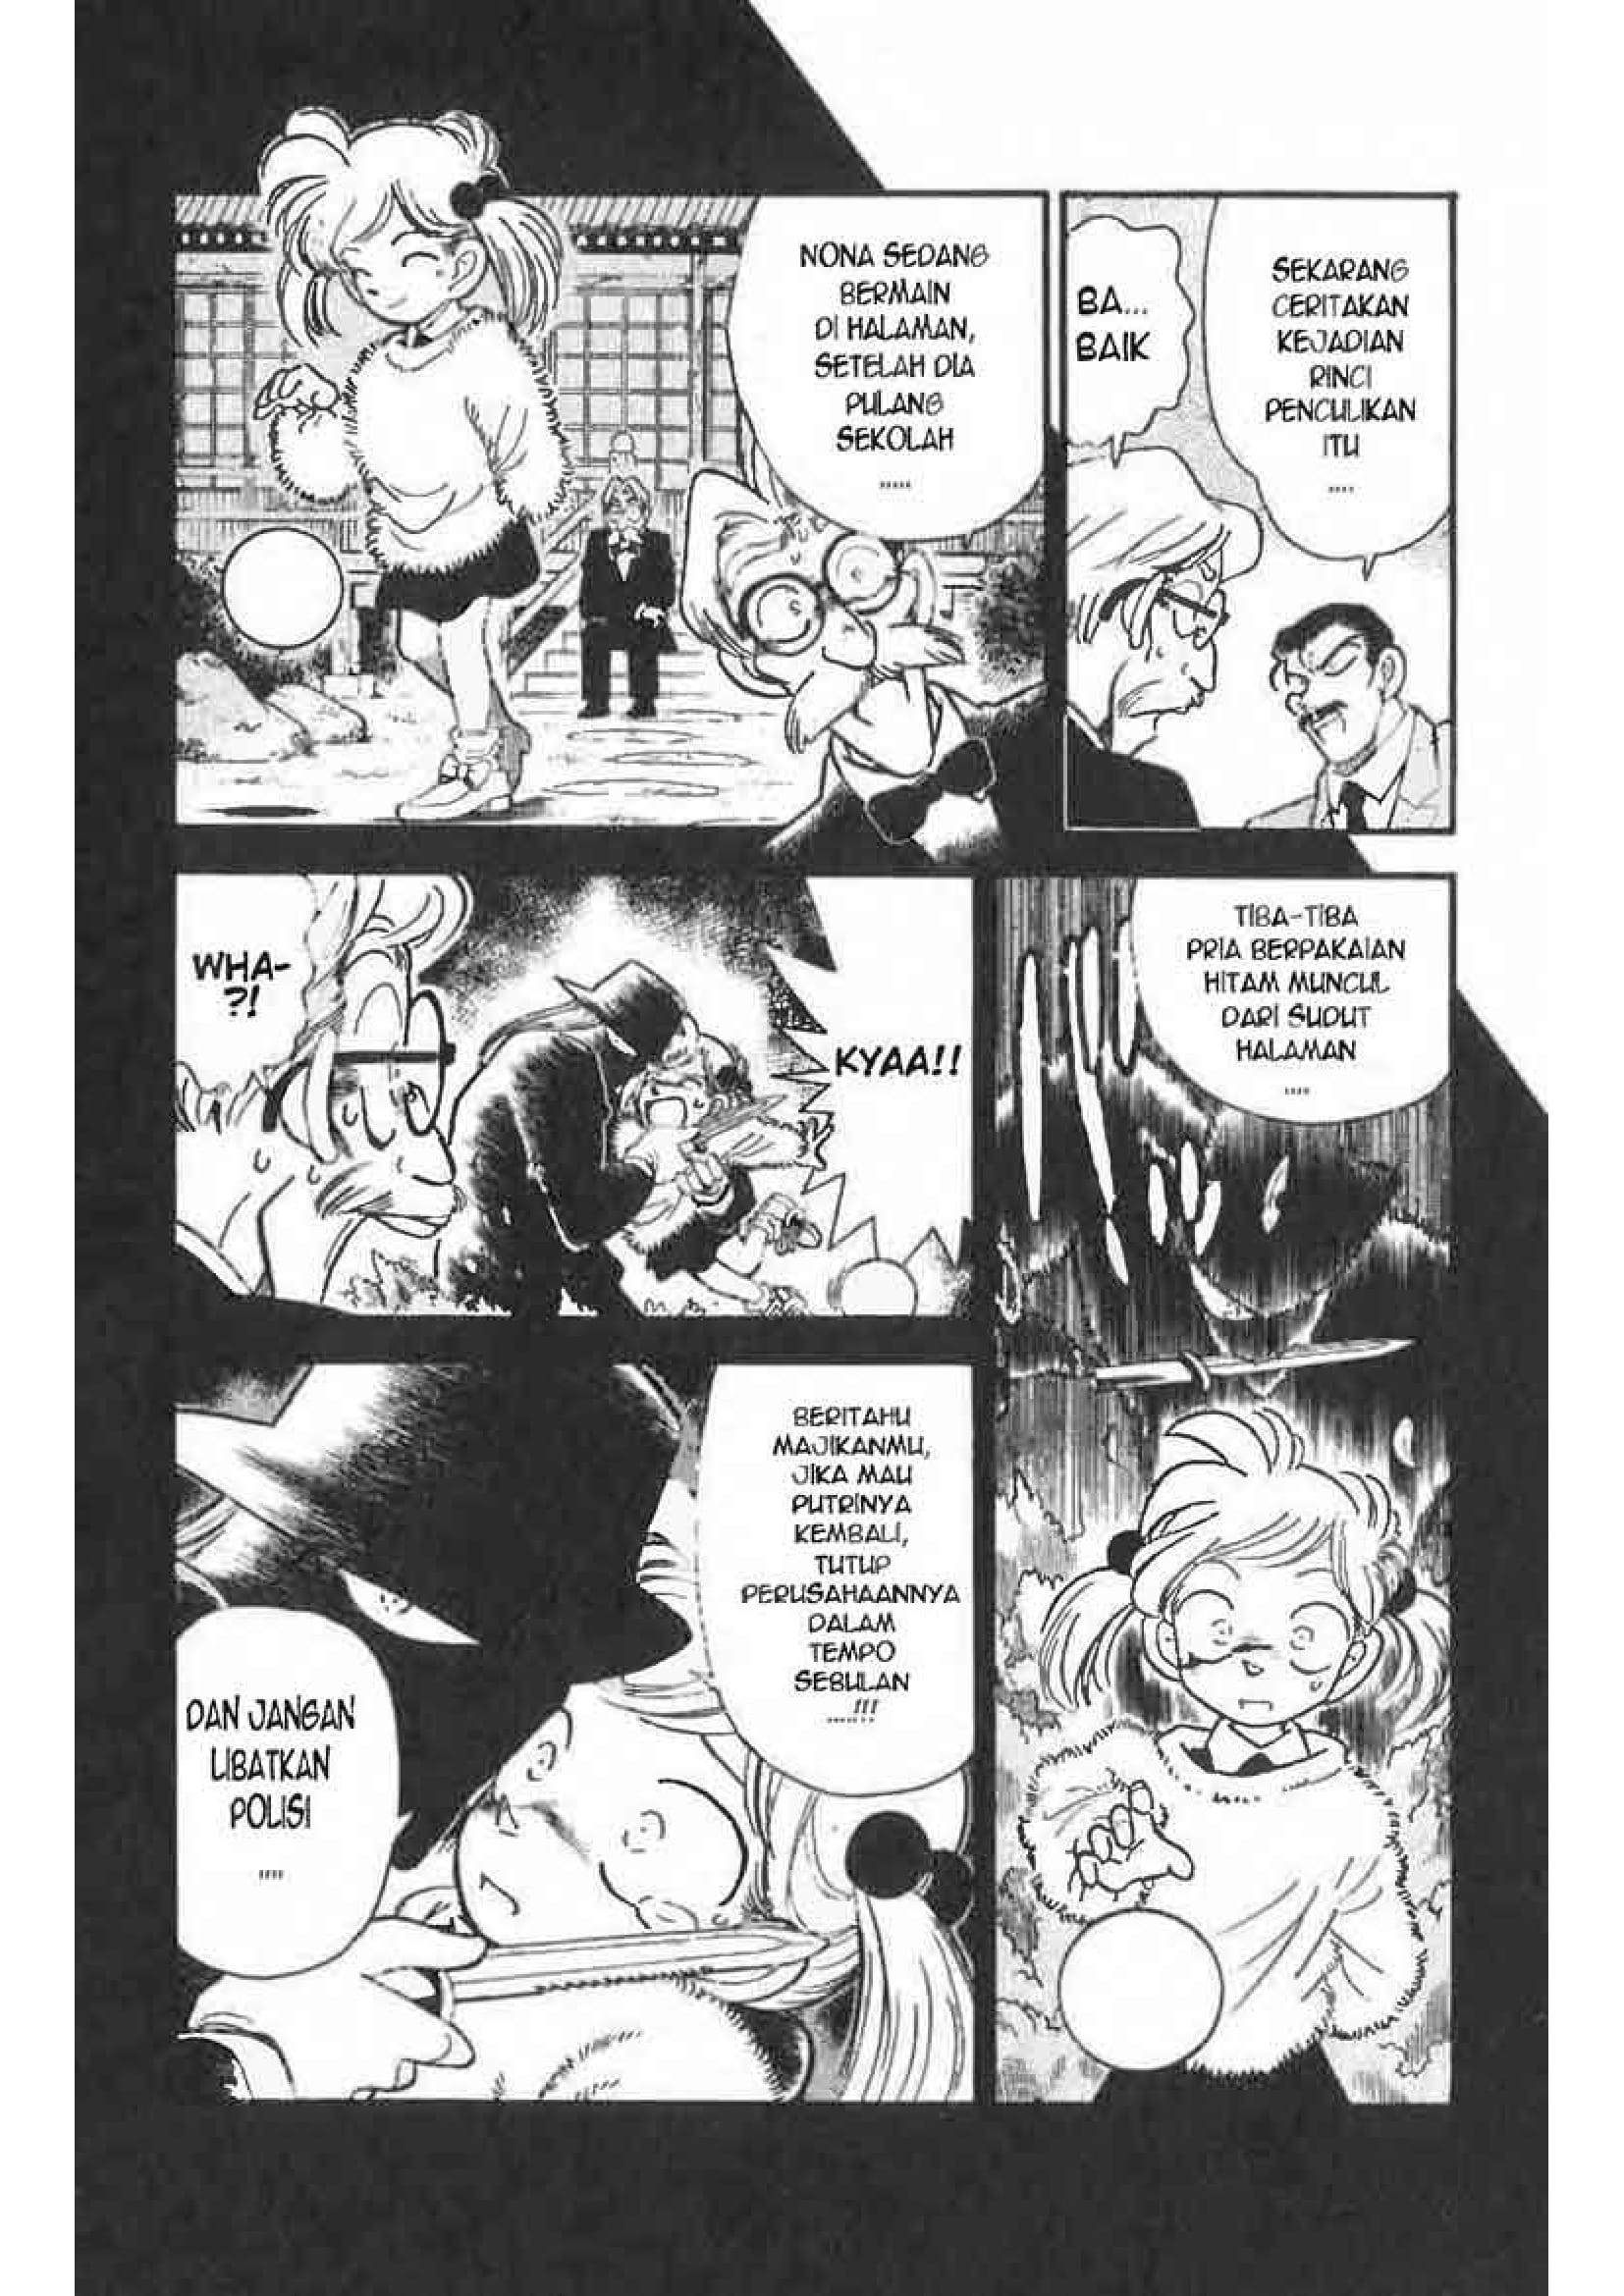 SEKARANG
CERITAKAN
KEJADIAN
RINCI
PENCULIKAN
ITU
....
BA...
BAIK
NONA SEDANG
BERMAIN
DI HALAMAN,
SETELAH DIA
PULANG
SEKOLAH
.....
TIBA-TIBA
PRIA BERPAKAIAN
HITAM MUNCUL
DARI SUDUT
HALAMAN
....
KYAA!!
WHA-
?!
BERITAHU
MAJIKANMU,
JIKA MAU
PUTRINYA
KEMBALI,
TUTUP
PERUSAHAANNYA
DALAM
TEMPO
SEBULAN
.......!!!
DAN JANGAN
LIBATKAN
POLISI
....